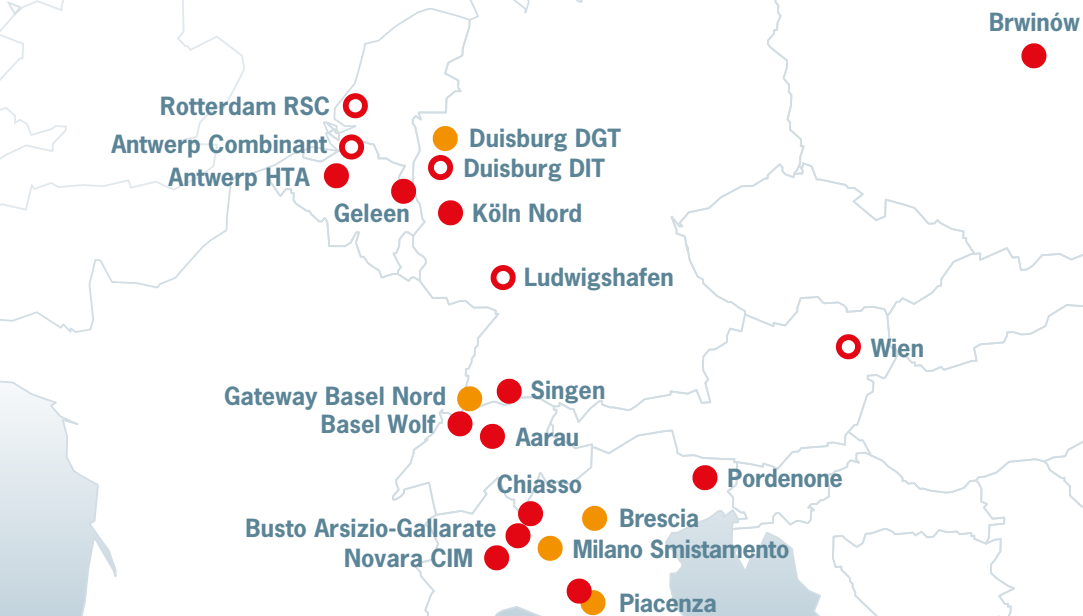 Brwinów
Rotterdam RSC
Antwerp Combinant
Duisburg DGT
Duisburg DIT
Antwerp HTA
Geleen
Köln Nord
Ludwigshafen
Wien
Singen
Gateway Basel Nord
Basel Wolf
Aarau
Pordenone
Chiasso
Brescia
Busto Arsizio-Gallarate
Milano Smistamento
Novara CIM
Piacenza